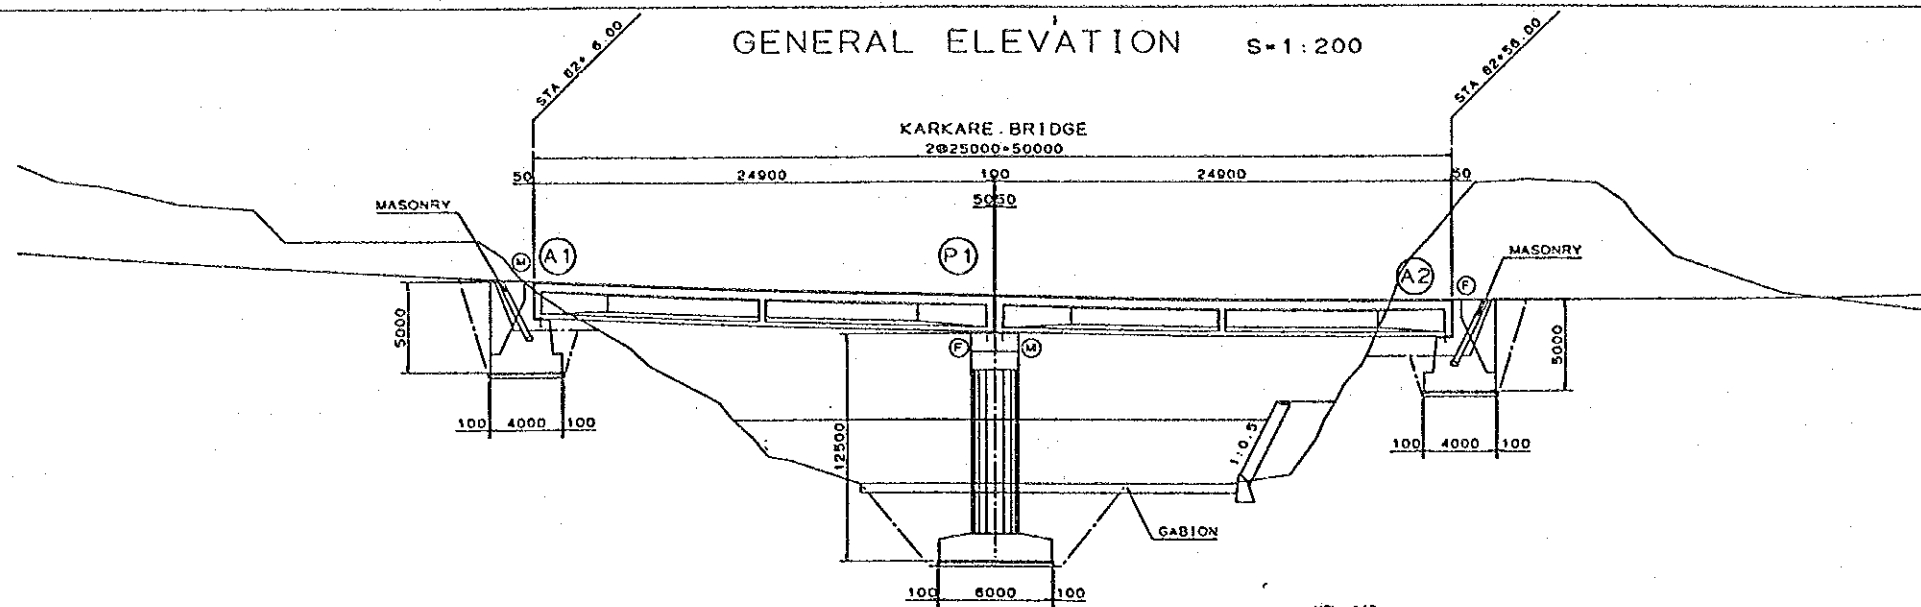 GENERAL ELEVATION S=1:200
STA 62+ 6.00
STA 62+56.00
KARKARE BRIDGE
2@25000=50000
50 24900 100 24900 50
5050
MASONRY
MASONRY
M A1 P1 A2 F
5000
5000
F M
12500
1:0.5
100 4000 100
100 4000 100
GABION
100 6000 100